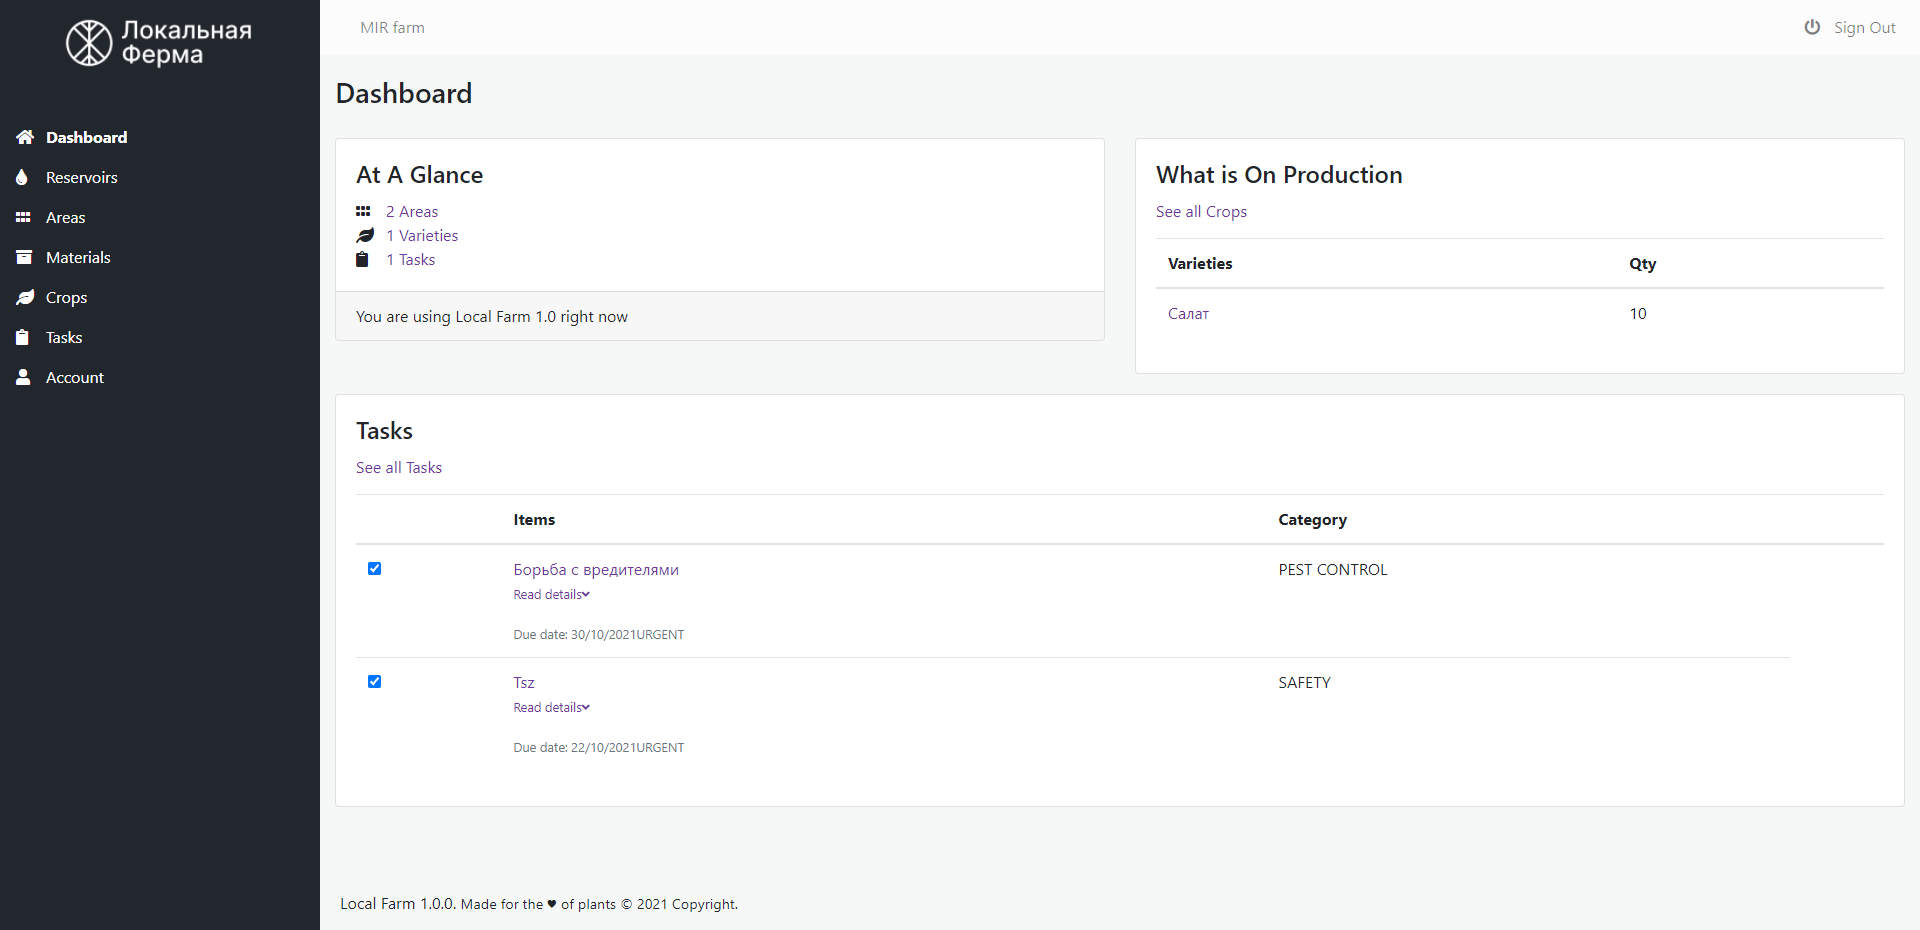 Локальная
Ферма
Dashboard
Reservoirs
Areas
Materials
Crops
Tasks
Account
MIR farm
Sign Out
Dashboard
At A Glance
2 Areas
1 Varieties
1 Tasks
You are using Local Farm 1.0 right now
What is On Production
See all Crops
Varieties Qty
Салат 10
Tasks
See all Tasks
Items Category
Борьба с вредителями PEST CONTROL
Read details
Due date: 30/10/2021URGENT
Tsz SAFETY
Read details
Due date: 22/10/2021URGENT
Local Farm 1.0.0. Made for the ♥ of plants © 2021 Copyright.